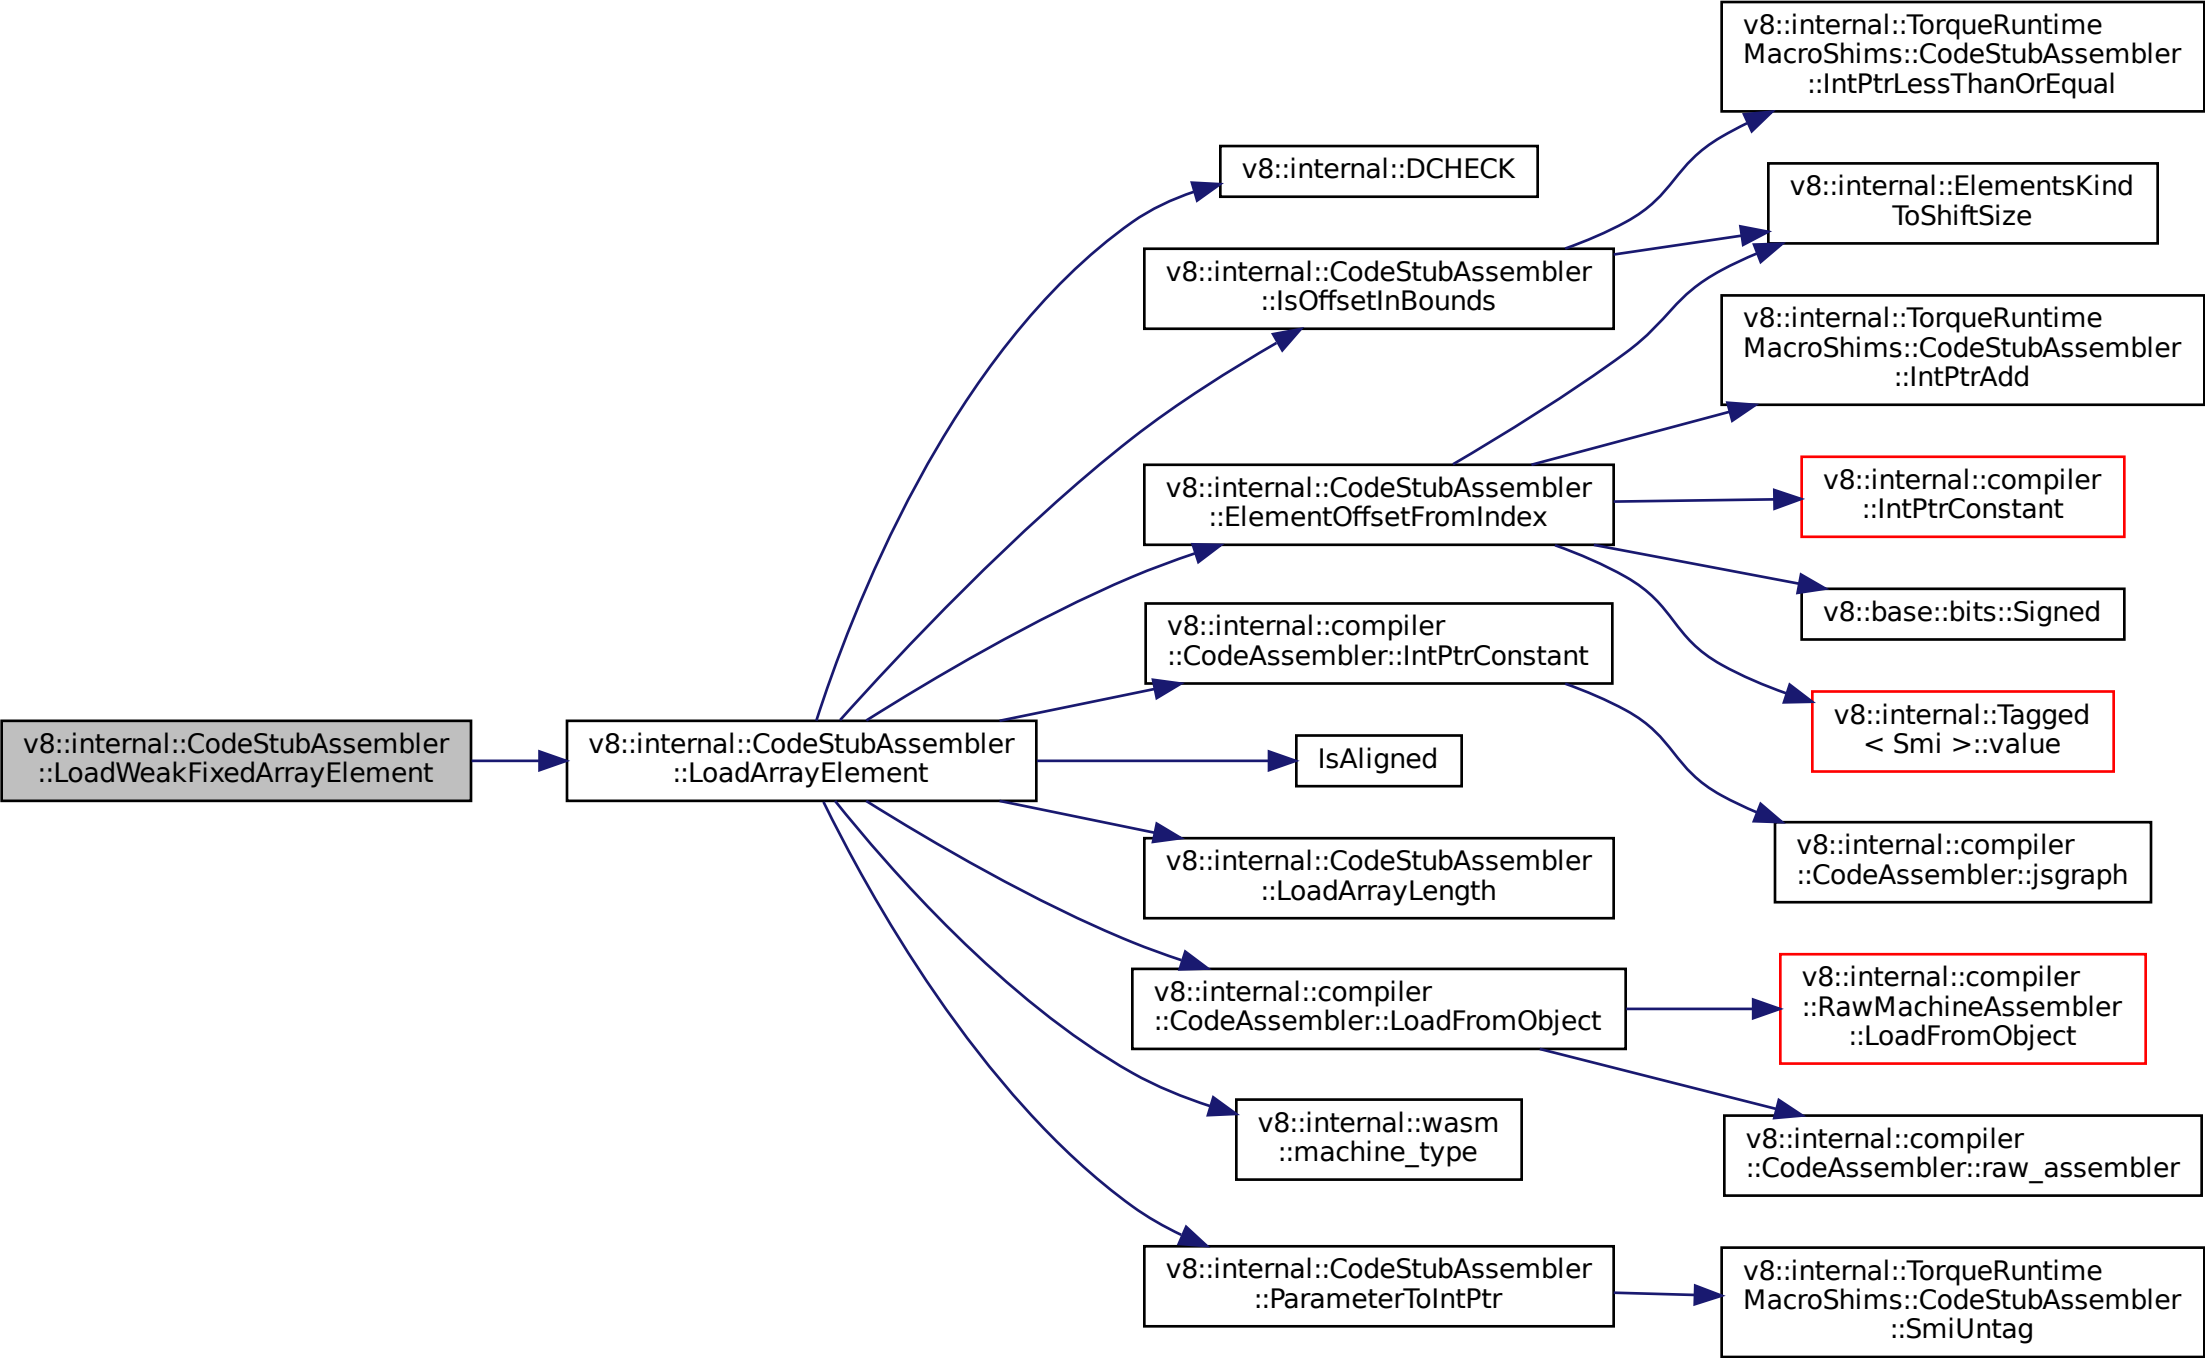 v8::internal::CodeStubAssembler
::LoadWeakFixedArrayElement
v8::internal::CodeStubAssembler
::LoadArrayElement
v8::internal::DCHECK
v8::internal::CodeStubAssembler
::IsOffsetInBounds
v8::internal::CodeStubAssembler
::ElementOffsetFromIndex
v8::internal::compiler
::CodeAssembler::IntPtrConstant
IsAligned
v8::internal::CodeStubAssembler
::LoadArrayLength
v8::internal::compiler
::CodeAssembler::LoadFromObject
v8::internal::wasm
::machine_type
v8::internal::CodeStubAssembler
::ParameterToIntPtr
v8::internal::TorqueRuntime
MacroShims::CodeStubAssembler
::IntPtrLessThanOrEqual
v8::internal::ElementsKind
ToShiftSize
v8::internal::TorqueRuntime
MacroShims::CodeStubAssembler
::IntPtrAdd
v8::internal::compiler
::IntPtrConstant
v8::base::bits::Signed
v8::internal::Tagged
< Smi >::value
v8::internal::compiler
::CodeAssembler::jsgraph
v8::internal::compiler
::RawMachineAssembler
::LoadFromObject
v8::internal::compiler
::CodeAssembler::raw_assembler
v8::internal::TorqueRuntime
MacroShims::CodeStubAssembler
::SmiUntag